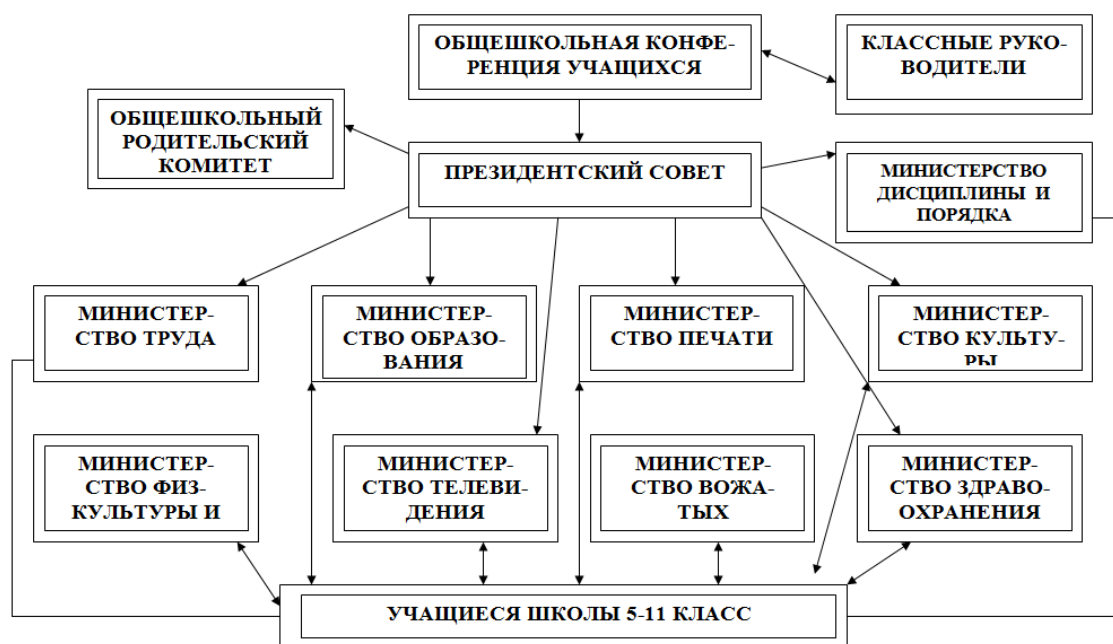 ОБЩЕШКОЛЬНАЯ КОНФЕ-
РЕНЦИЯ УЧАЩИХСЯ
КЛАССНЫЕ РУКО-
ВОДИТЕЛИ
ОБЩЕШКОЛЬНЫЙ
РОДИТЕЛЬСКИЙ
КОМИТЕТ
ПРЕЗИДЕНТСКИЙ СОВЕТ
МИНИСТЕРСТВО
ДИСЦИПЛИНЫ И
ПОРЯДКА
МИНИСТЕР-
СТВО ТРУДА
МИНИСТЕР-
СТВО ОБРАЗО-
ВАНИЯ
МИНИСТЕР-
СТВО ПЕЧАТИ
МИНИСТЕР-
СТВО КУЛЬТУ-
РЫ
МИНИСТЕР-
СТВО ФИЗ-
КУЛЬТУРЫ И
МИНИСТЕР-
СТВО ТЕЛЕВИ-
ДЕНИЯ
МИНИСТЕР-
СТВО ВОЖА-
ТЫХ
МИНИСТЕР-
СТВО ЗДРАВО-
ОХРАНЕНИЯ
УЧАЩИЕСЯ ШКОЛЫ 5-11 КЛАСС